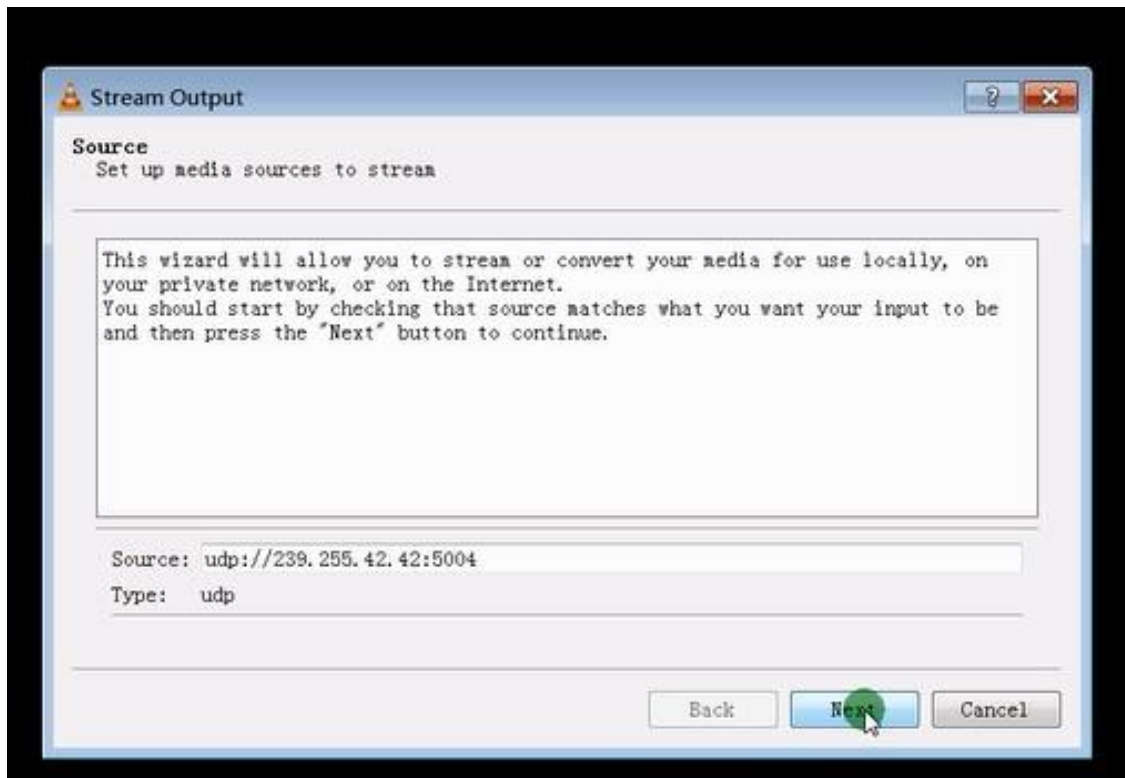 Stream Output
Source
Set up media sources to stream
This wizard will allow you to stream or convert your media for use locally, on
your private network, or on the Internet.
You should start by checking that source matches what you want your input to be
and then press the "Next" button to continue.
Source: udp://239.255.42.42:5004
Type: udp
Back Next Cancel